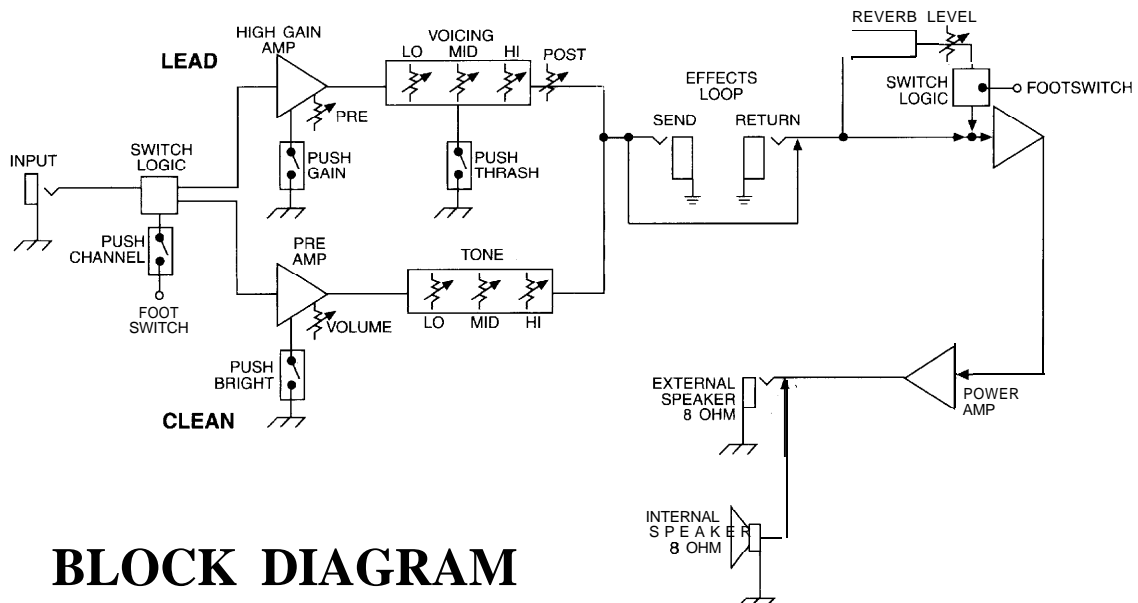 REVERB LEVEL
HIGH GAIN
AMP
LEAD
VOICING
LO MID HI
POST
PRE
EFFECTS
LOOP
SWITCH
LOGIC
FOOTSWITCH
SEND RETURN
INPUT
SWITCH
LOGIC
PUSH
GAIN
PUSH
THRASH
PUSH
CHANNEL
FOOT
SWITCH
PRE
AMP
TONE
LO MID HI
VOLUME
PUSH
BRIGHT
CLEAN
EXTERNAL
SPEAKER
8 OHM
POWER
AMP
INTERNAL
SPEAKER
8 OHM
BLOCK DIAGRAM